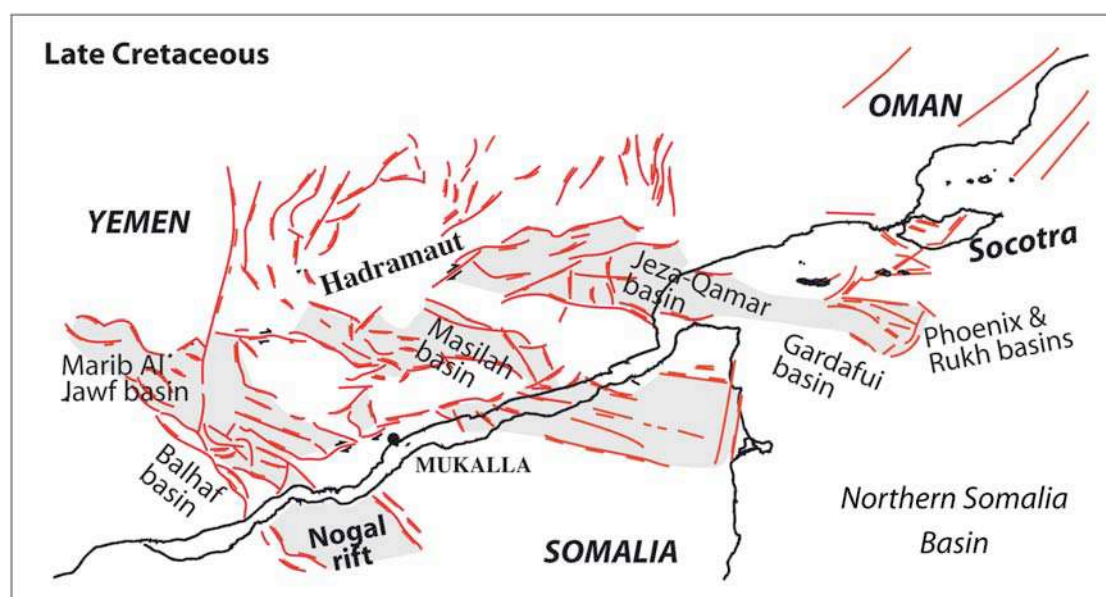 Late Cretaceous
OMAN
YEMEN
Hadramaut
Socotra
Jeza-Qamar
basin
Masilah
basin
Phoenix &
Rukh basins
Gardafui
basin
Marib Al
Jawf basin
MUKALLA
Balhaf
basin
Northern Somalia
Basin
Nogal
rift
SOMALIA